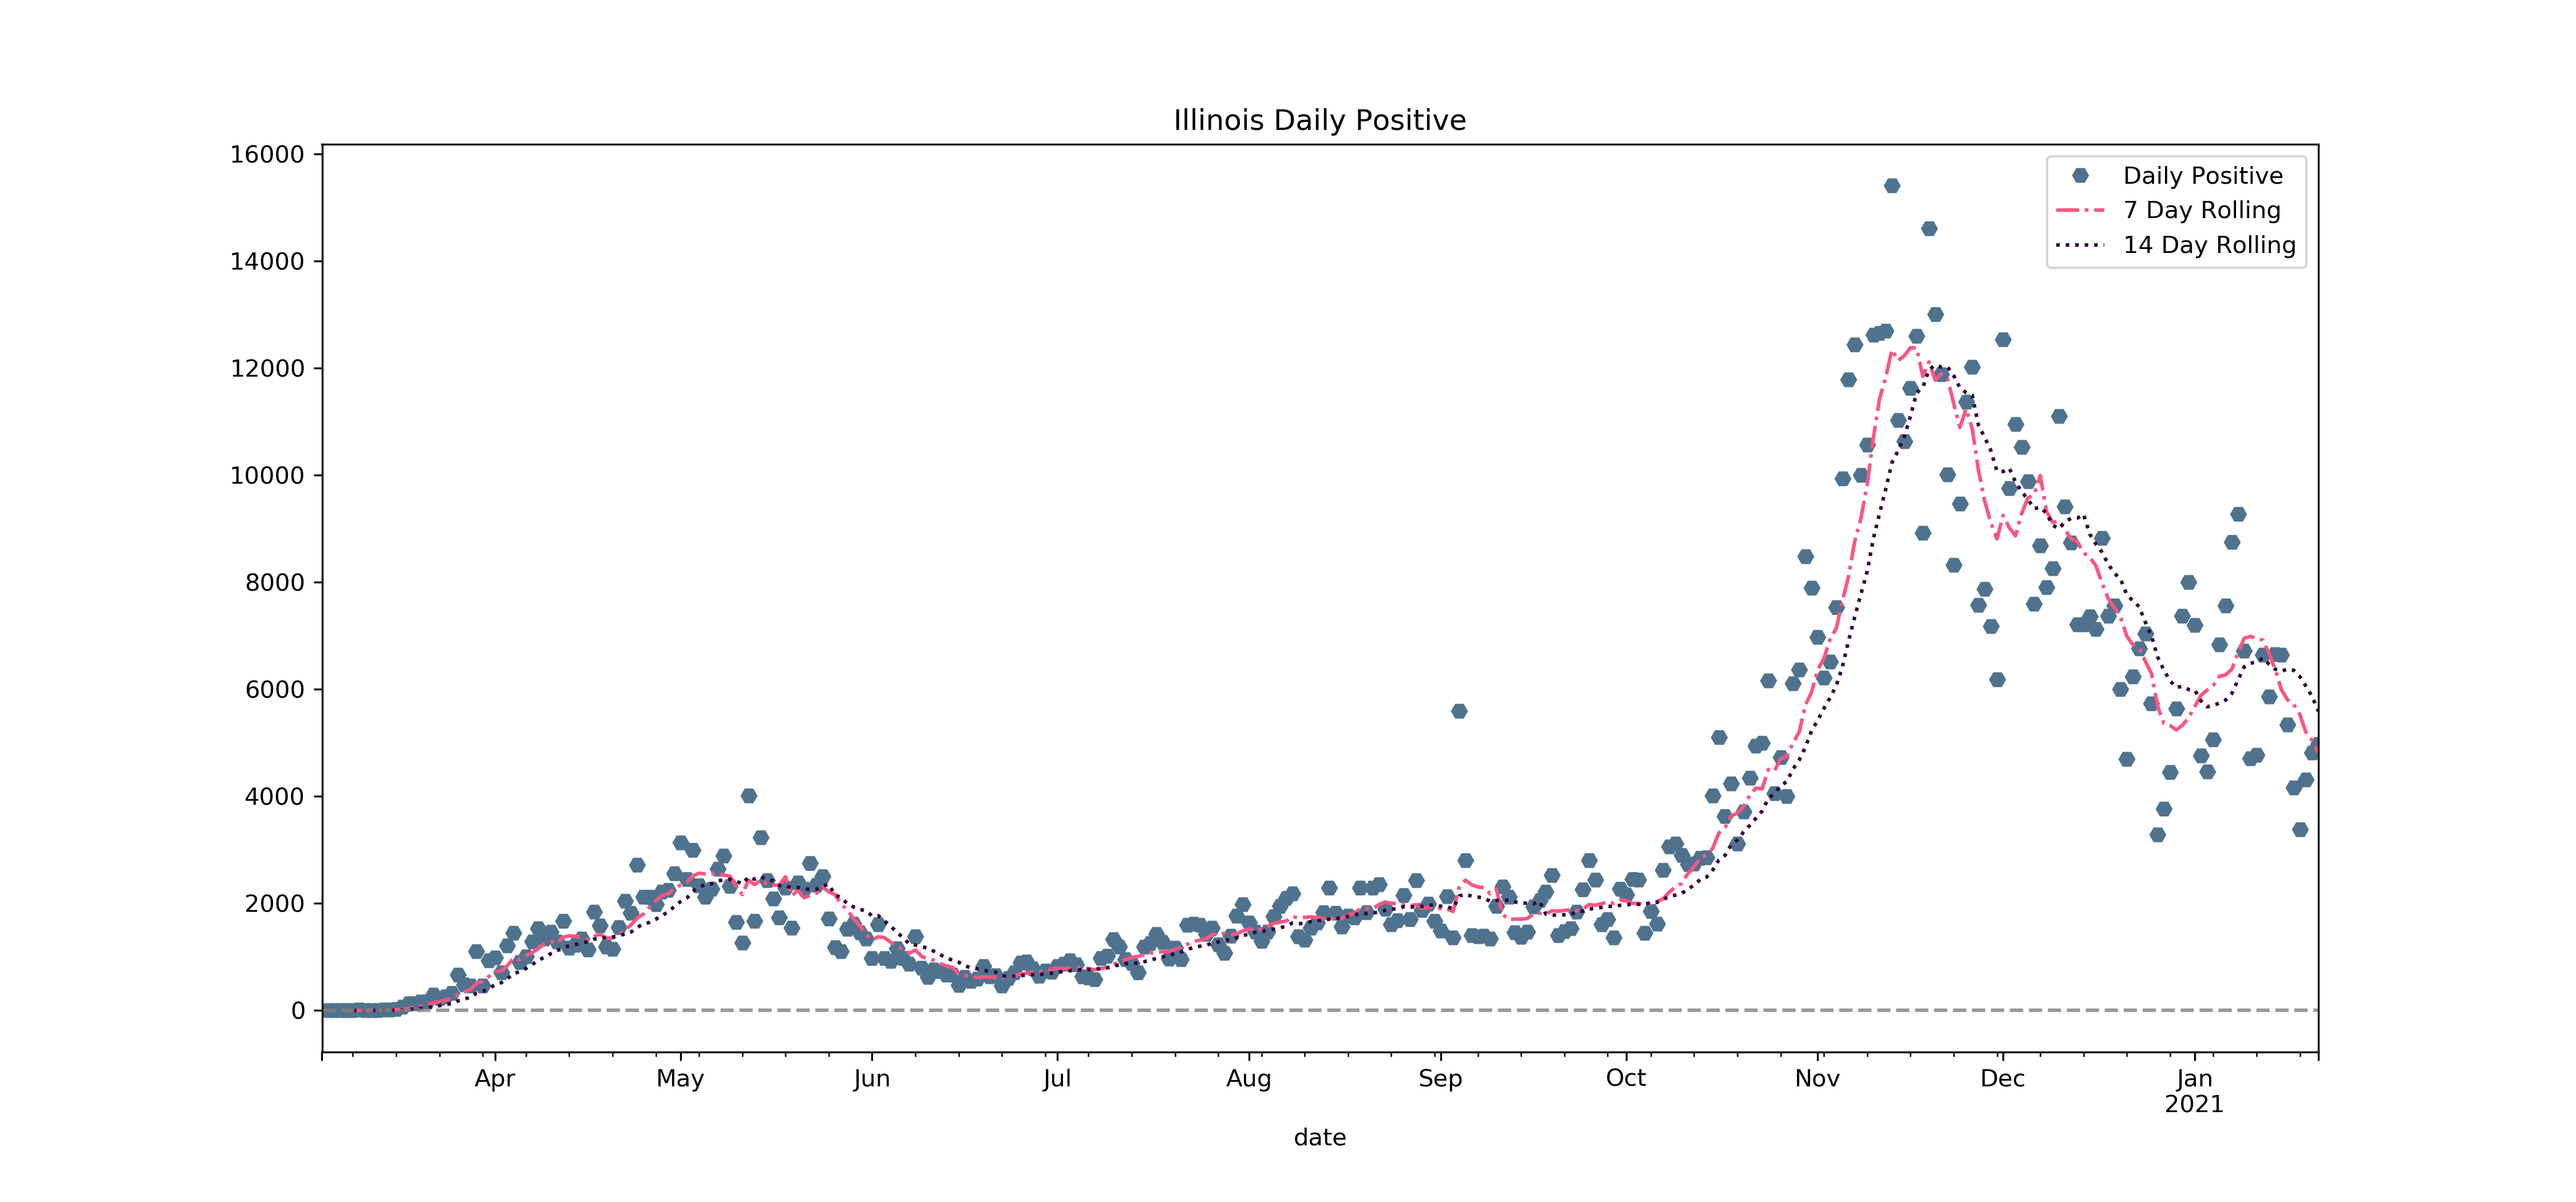 Illinois Daily Positive
16000
14000
12000
10000
8000
6000
4000
2000
0
Daily Positive
7 Day Rolling
14 Day Rolling
Apr May Jun Jul Aug Sep Oct Nov Dec Jan
2021
date